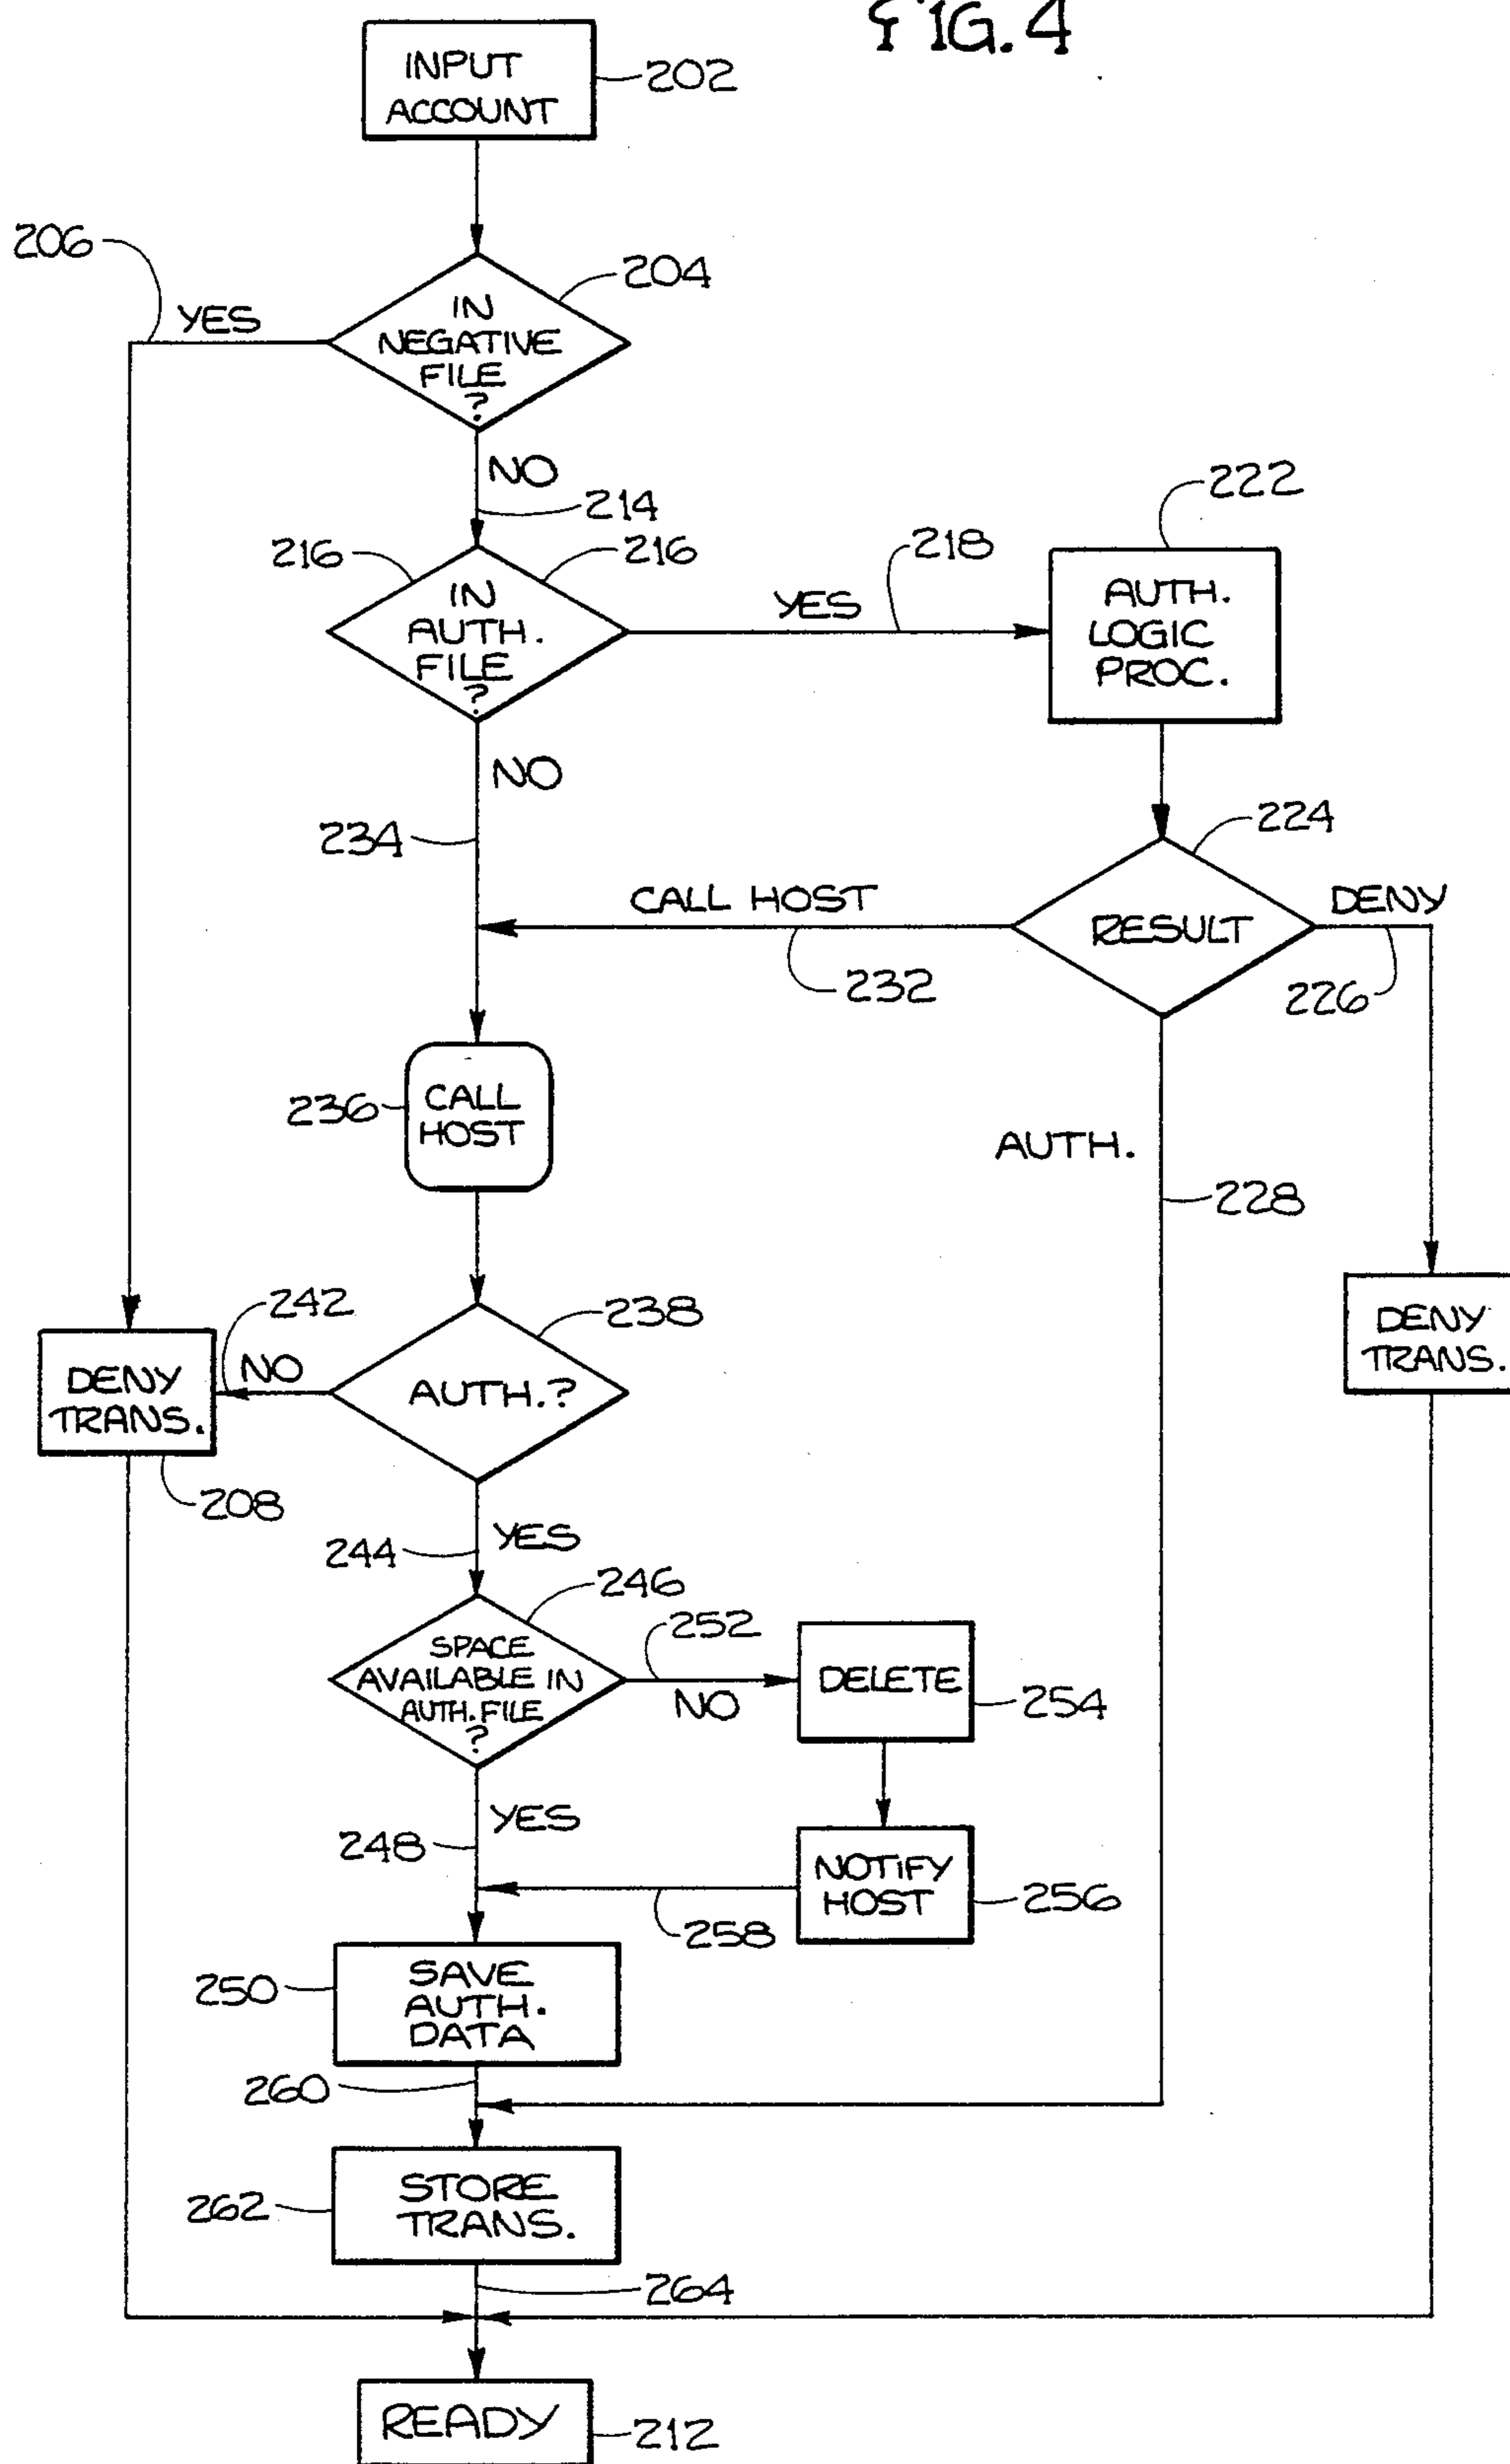 FIG. 4
INPUT
ACCOUNT
202
206
204
YES
IN
NEGATIVE
FILE
?
NO
214
222
216
216
218
IN
AUTH.
FILE
?
YES
AUTH.
LOGIC
PROC.
NO
234
224
CALL HOST
RESULT
DENY
232
226
236
CALL
HOST
AUTH.
228
242
238
DENY
TRANS.
NO
AUTH.?
DENY
TRANS.
208
244
YES
246
252
SPACE
AVAILABLE IN
AUTH. FILE
?
NO
DELETE
254
YES
248
NOTIFY
HOST
256
258
250
SAVE
AUTH.
DATA
260
262
STORE
TRANS.
264
READY
212